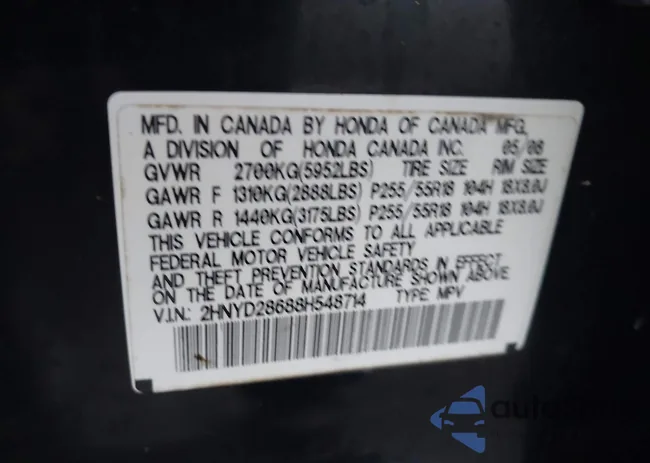 MFD. IN CANADA BY HONDA OF CANADA MFG.
A DIVISION OF HONDA CANADA INC. 05/08
GVWR 2700KG(5952LBS) TIRE SIZE RIM SIZE
GAWR F 1310KG(2888LBS) P255/55R18 104H 18X8.0J
GAWR R 1440KG(3175LBS) P255/55R18 104H 18X8.0J
THIS VEHICLE CONFORMS TO ALL APPLICABLE
FEDERAL MOTOR VEHICLE SAFETY
AND THEFT PREVENTION STANDARDS IN EFFECT
ON THE DATE OF MANUFACTURE SHOWN ABOVE.
V.I.N.: 2HNYD28688H548714 TYPE MPV